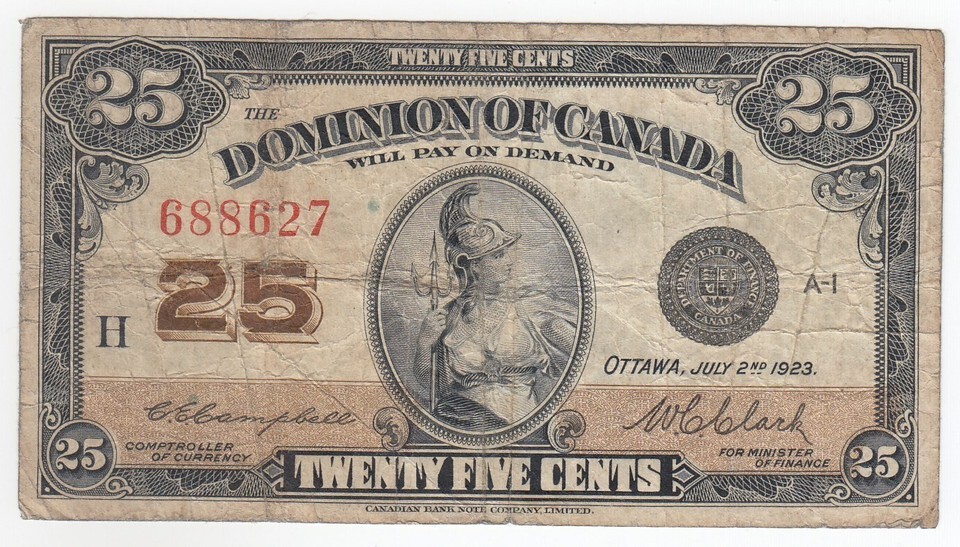 TWENTY FIVE CENTS
25
25
THE
DOMINION OF CANADA
WILL PAY ON DEMAND
688627
25
H
DEPARTMENT OF FINANCE
CANADA
A-1
OTTAWA, JULY 2ND 1923.
C.E. Campbell
W.C. Clark
COMPTROLLER
OF CURRENCY
FOR MINISTER
OF FINANCE
25
TWENTY FIVE CENTS
25
CANADIAN BANK NOTE COMPANY, LIMITED.